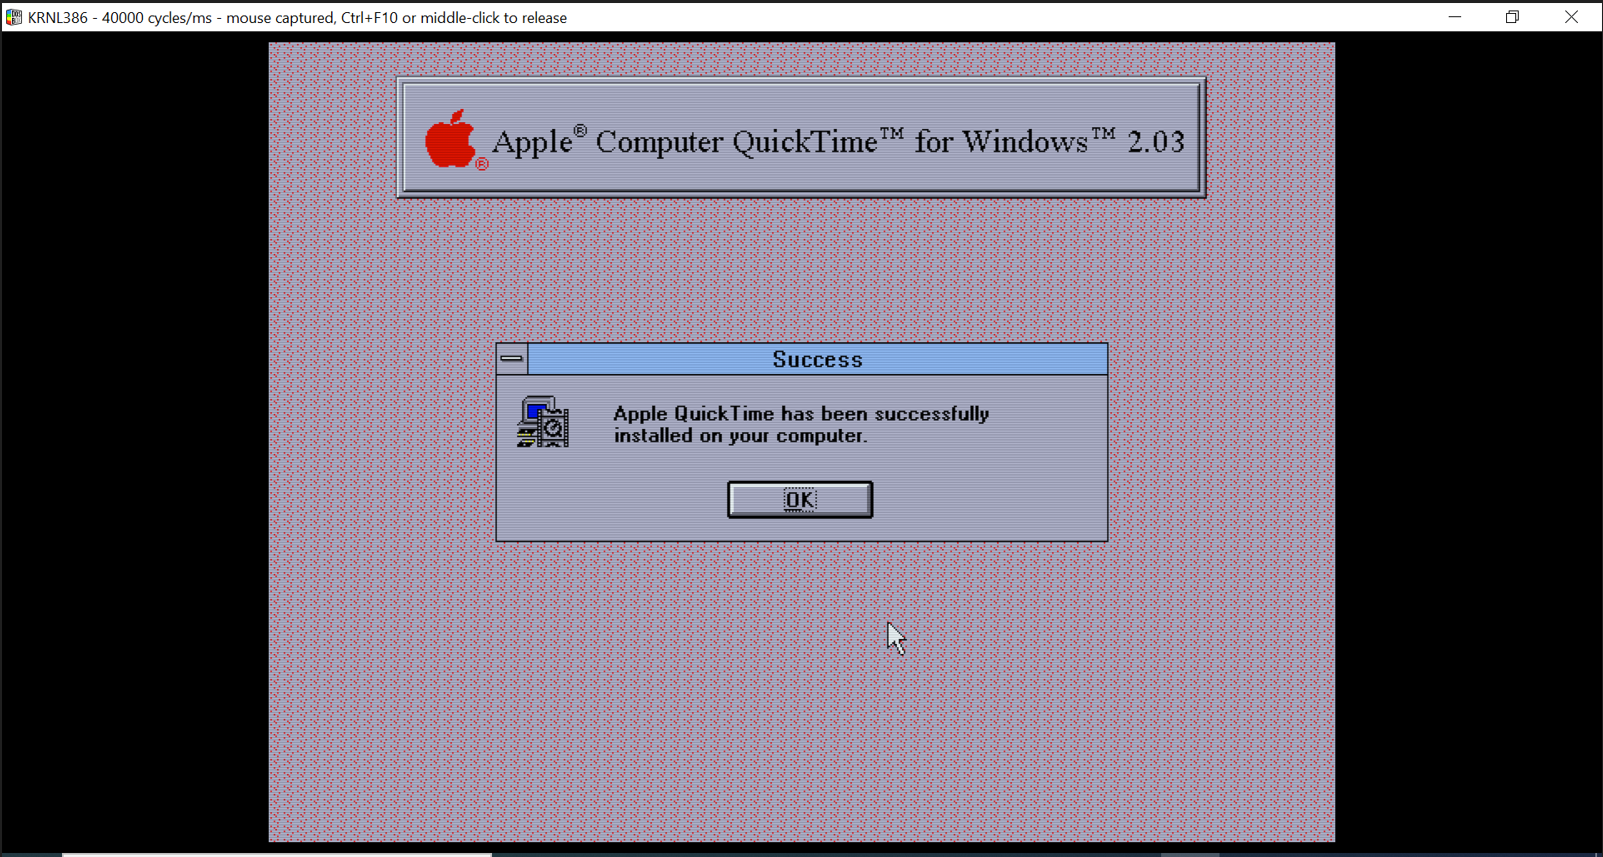 KRNL386 - 40000 cycles/ms - mouse captured, Ctrl+F10 or middle-click to release
Apple® Computer QuickTime™ for Windows™ 2.03
®
Success
Apple QuickTime has been successfully
installed on your computer.
OK